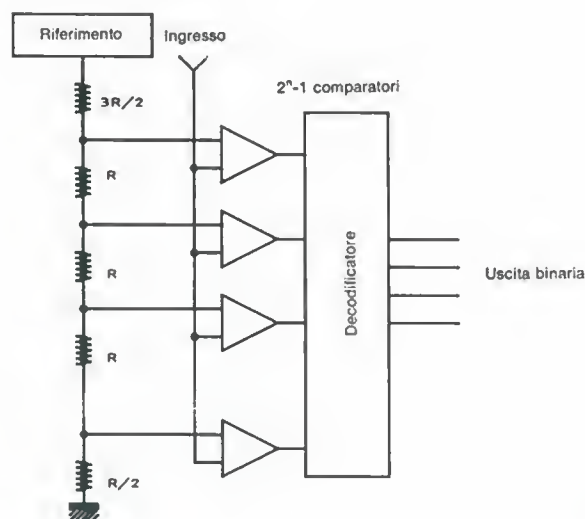 Riferimento
Ingresso
2ⁿ-1 comparatori
3R/2
R
R
R
R/2
Decodificatore
Uscita binaria